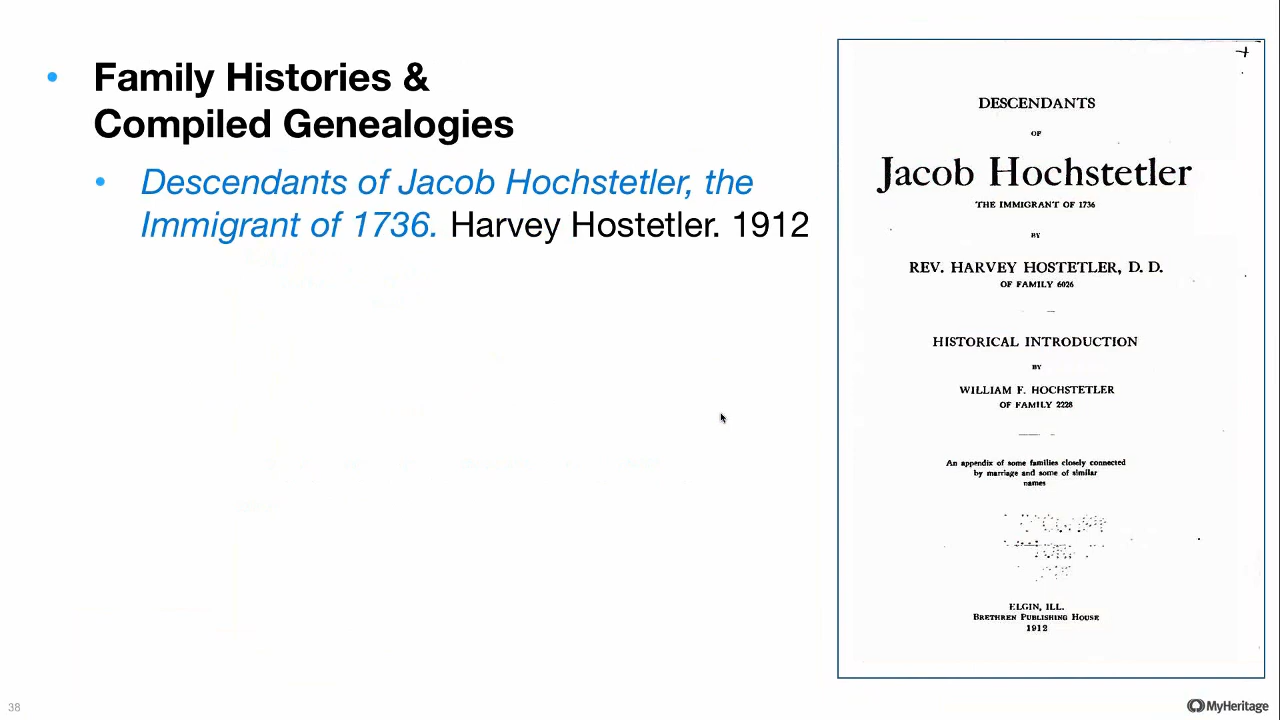 Family Histories &
Compiled Genealogies
Descendants of Jacob Hochstetler, the
Immigrant of 1736. Harvey Hostetler. 1912
DESCENDANTS
OF
Jacob Hochstetler
THE IMMIGRANT OF 1736
BY
REV. HARVEY HOSTETLER, D. D.
OF FAMILY 6026
HISTORICAL INTRODUCTION
BY
WILLIAM F. HOCHSTETLER
OF FAMILY 2228
An appendix of some families closely connected
by marriage and some of similar
names
ELGIN, ILL.
BRETHREN PUBLISHING HOUSE
1912
38
MyHeritage